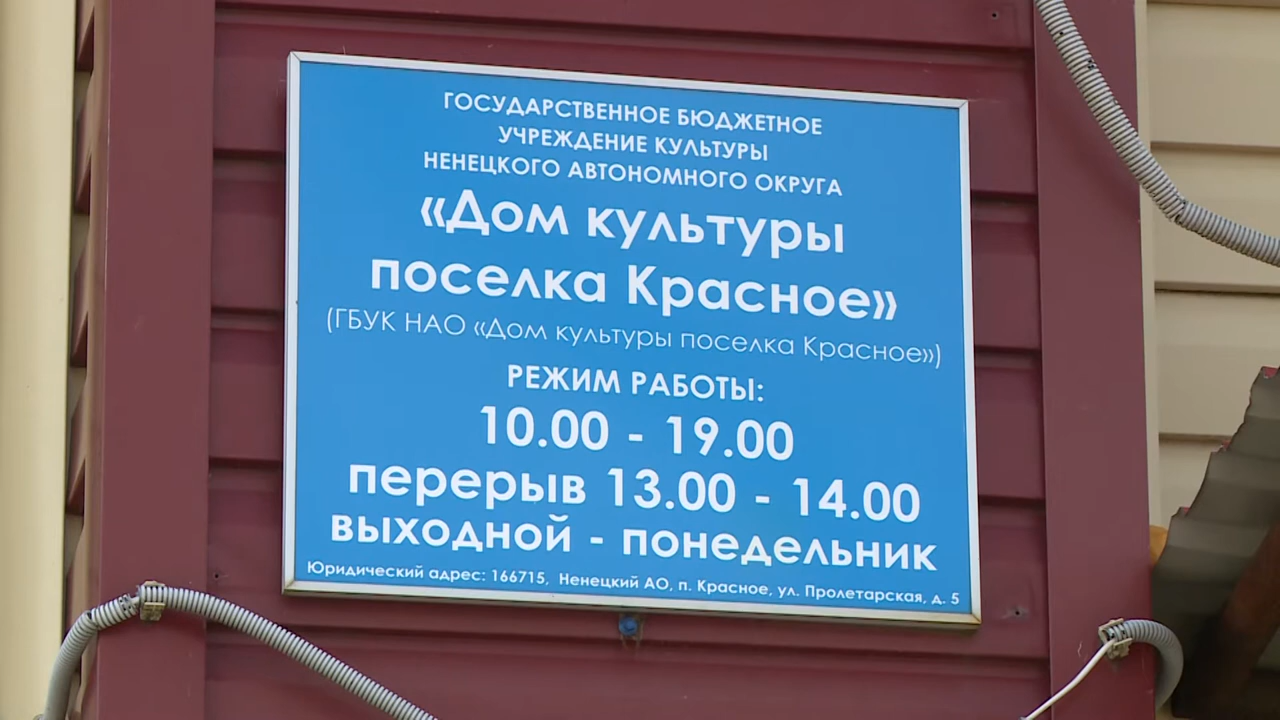 ГОСУДАРСТВЕННОЕ БЮДЖЕТНОЕ
УЧРЕЖДЕНИЕ КУЛЬТУРЫ
НЕНЕЦКОГО АВТОНОМНОГО ОКРУГА
«Дом культуры
поселка Красное»
(ГБУК НАО «Дом культуры поселка Красное»)
РЕЖИМ РАБОТЫ:
10.00 - 19.00
перерыв 13.00 - 14.00
выходной - понедельник
Юридический адрес: 166715, Ненецкий АО, п. Красное, ул. Пролетарская, д. 5